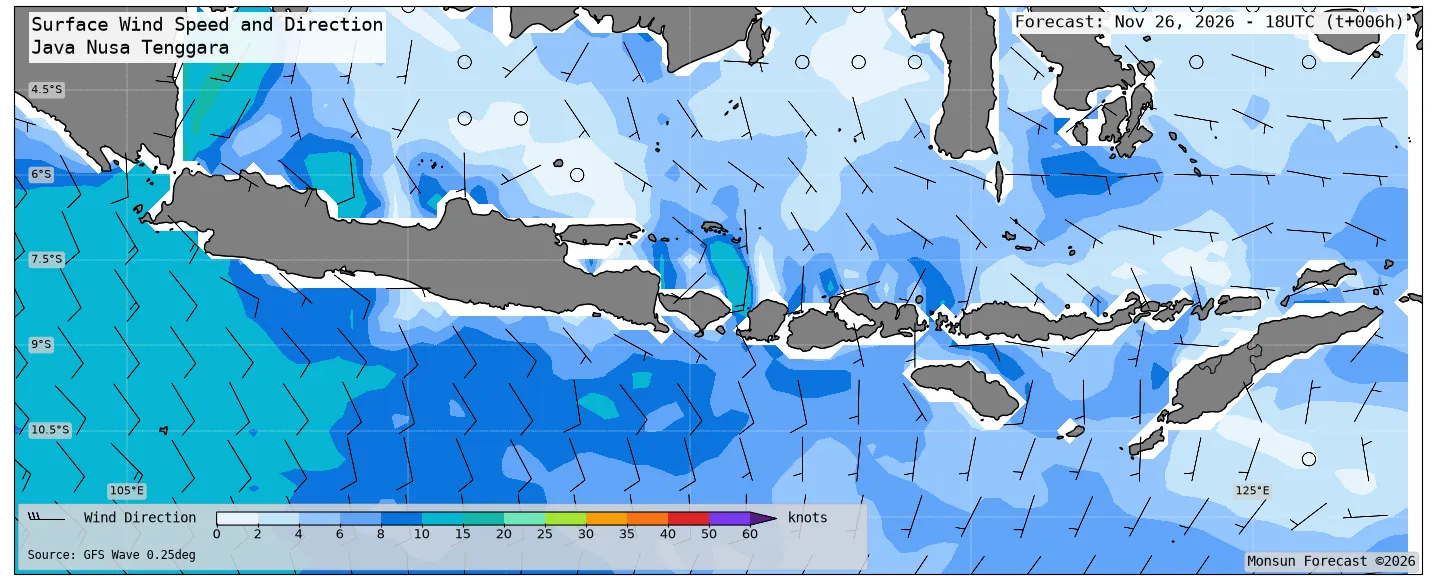 Surface Wind Speed and Direction
Java Nusa Tenggara
Forecast: Nov 26, 2026 - 18UTC (t+006h)
4.5°S
6°S
7.5°S
9°S
10.5°S
105°E
125°E
Wind Direction
0 2 4 6 8 10 15 20 25 30 35 40 50 60
knots
Source: GFS Wave 0.25deg
Monsun Forecast ©2026